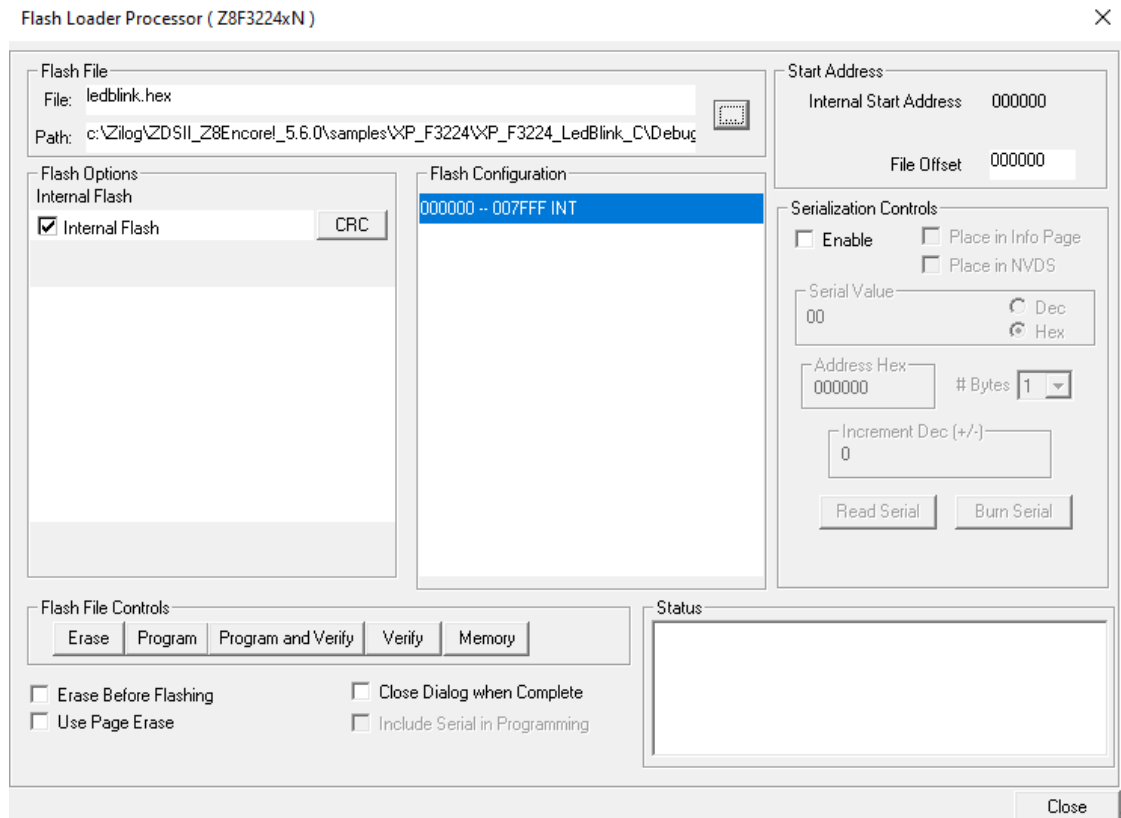 Flash Loader Processor ( Z8F3224xN )
Flash File
File: ledblink.hex
Path: c:\Zilog\ZDSII_Z8Encore!_5.6.0\samples\XP_F3224\XP_F3224_LedBlink_C\Debug
...
Start Address
Internal Start Address 000000
File Offset 000000
Flash Options
Internal Flash
Internal Flash CRC
Flash Configuration
000000 -- 007FFF INT
Serialization Controls
Enable Place in Info Page
Place in NVDS
Serial Value
00 Dec
Hex
Address Hex
000000 # Bytes 1
Increment Dec (+/-)
0
Read Serial Burn Serial
Flash File Controls
Erase Program Program and Verify Verify Memory
Erase Before Flashing Close Dialog when Complete
Use Page Erase Include Serial in Programming
Status
Close